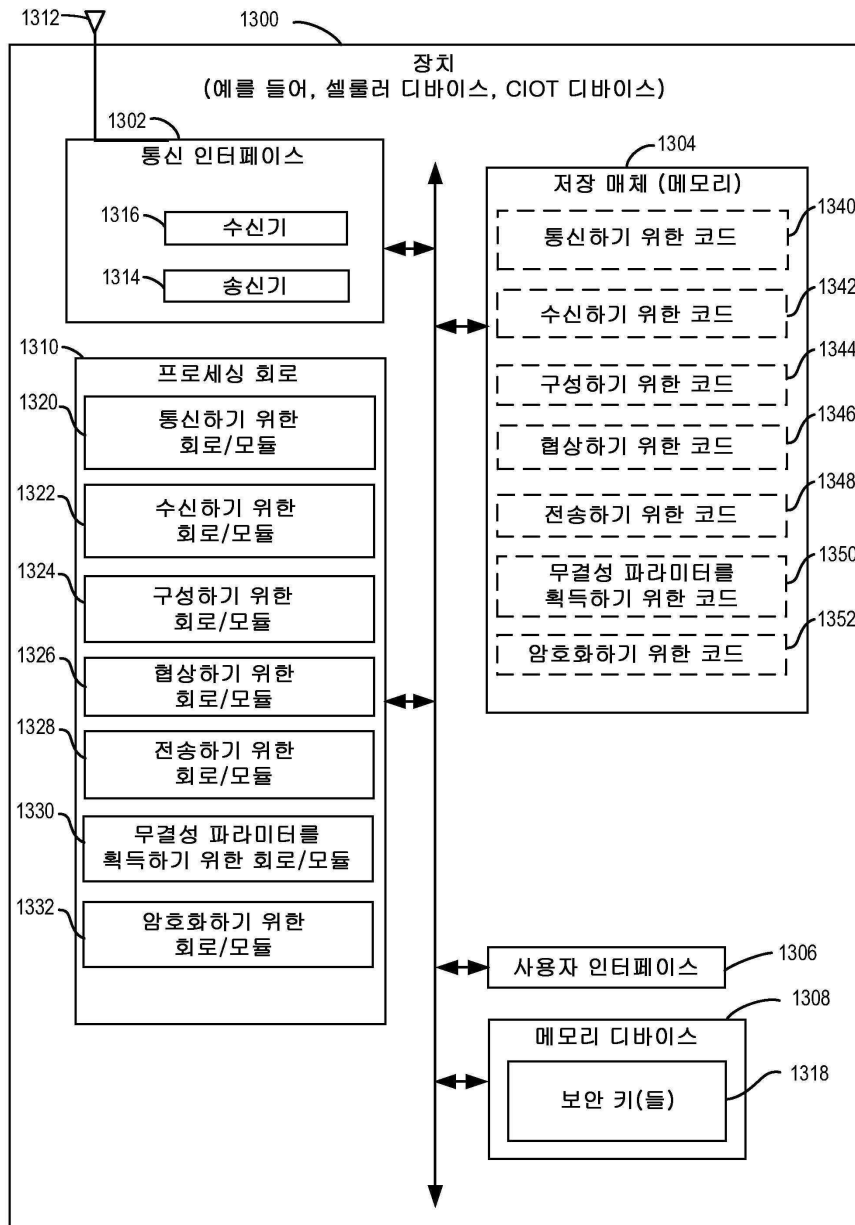 1312
1300
장치
(예를 들어, 셀룰러 디바이스, CIOT 디바이스)
1302
통신 인터페이스
1316
수신기
1314
송신기
1310
프로세싱 회로
1320
통신하기 위한
회로/모듈
1322
수신하기 위한
회로/모듈
1324
구성하기 위한
회로/모듈
1326
협상하기 위한
회로/모듈
1328
전송하기 위한
회로/모듈
1330
무결성 파라미터를
획득하기 위한 회로/모듈
1332
암호화하기 위한
회로/모듈
1304
저장 매체 (메모리)
1340
통신하기 위한 코드
1342
수신하기 위한 코드
1344
구성하기 위한 코드
1346
협상하기 위한 코드
1348
전송하기 위한 코드
1350
무결성 파라미터를
획득하기 위한 코드
1352
암호화하기 위한 코드
사용자 인터페이스
1306
1308
메모리 디바이스
1318
보안 키(들)